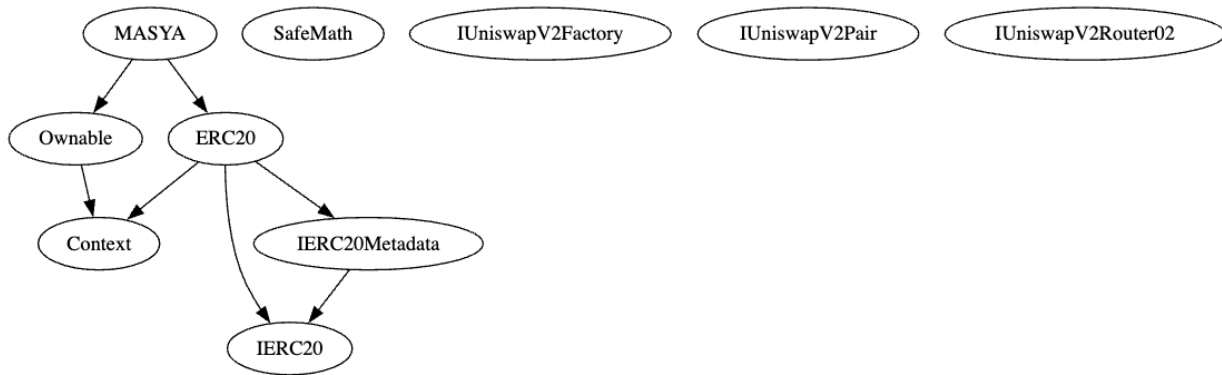 MASYA
SafeMath
IUniswapV2Factory
IUniswapV2Pair
IUniswapV2Router02
Ownable
ERC20
Context
IERC20Metadata
IERC20